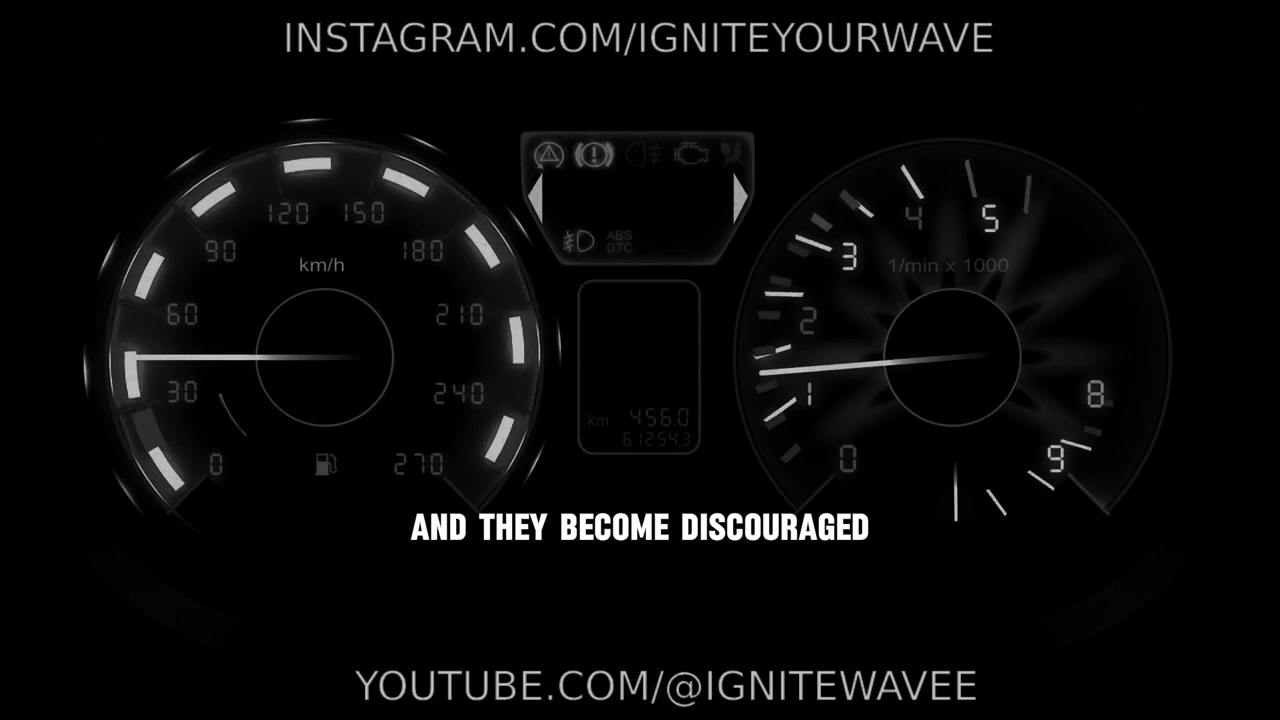 INSTAGRAM.COM/IGNITEYOURWAVE
120 150
90 180
km/h
60 210
30 240
0 270
ABS
DTC
km 456.0
61254.3
4 5
3
1/min x 1000
2
1
8
0 9
AND THEY BECOME DISCOURAGED
YOUTUBE.COM/@IGNITEWAVEE